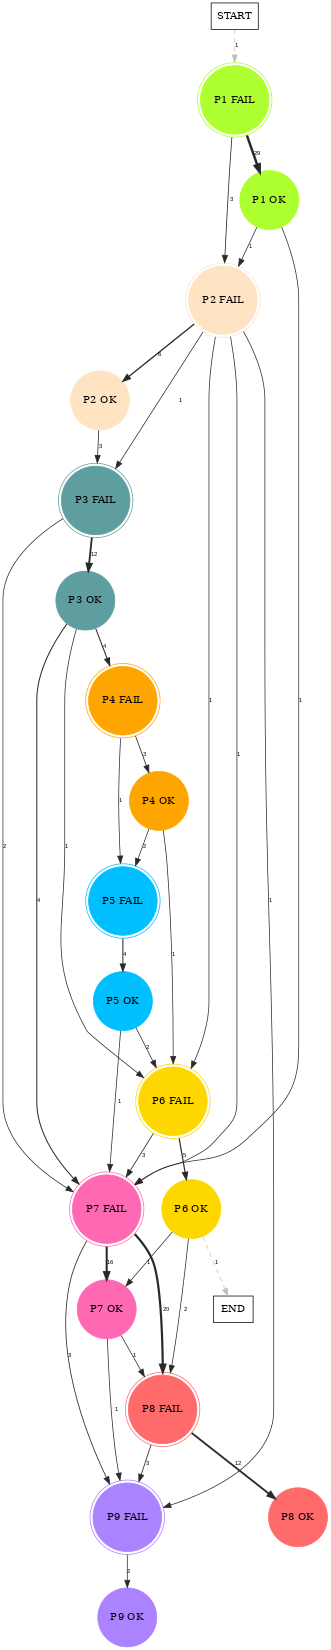 START
1
P1 FAIL
29
3
P1 OK
1
P2 FAIL
6
1
1
1
1
1
P2 OK
3
P3 FAIL
12
2
P3 OK
4
4
1
P4 FAIL
3
1
P4 OK
2
1
P5 FAIL
4
P5 OK
2
1
P6 FAIL
3
5
P7 FAIL
P6 OK
16
20
1
2
1
3
P7 OK
END
1
1
P8 FAIL
3
12
P9 FAIL
P8 OK
2
P9 OK